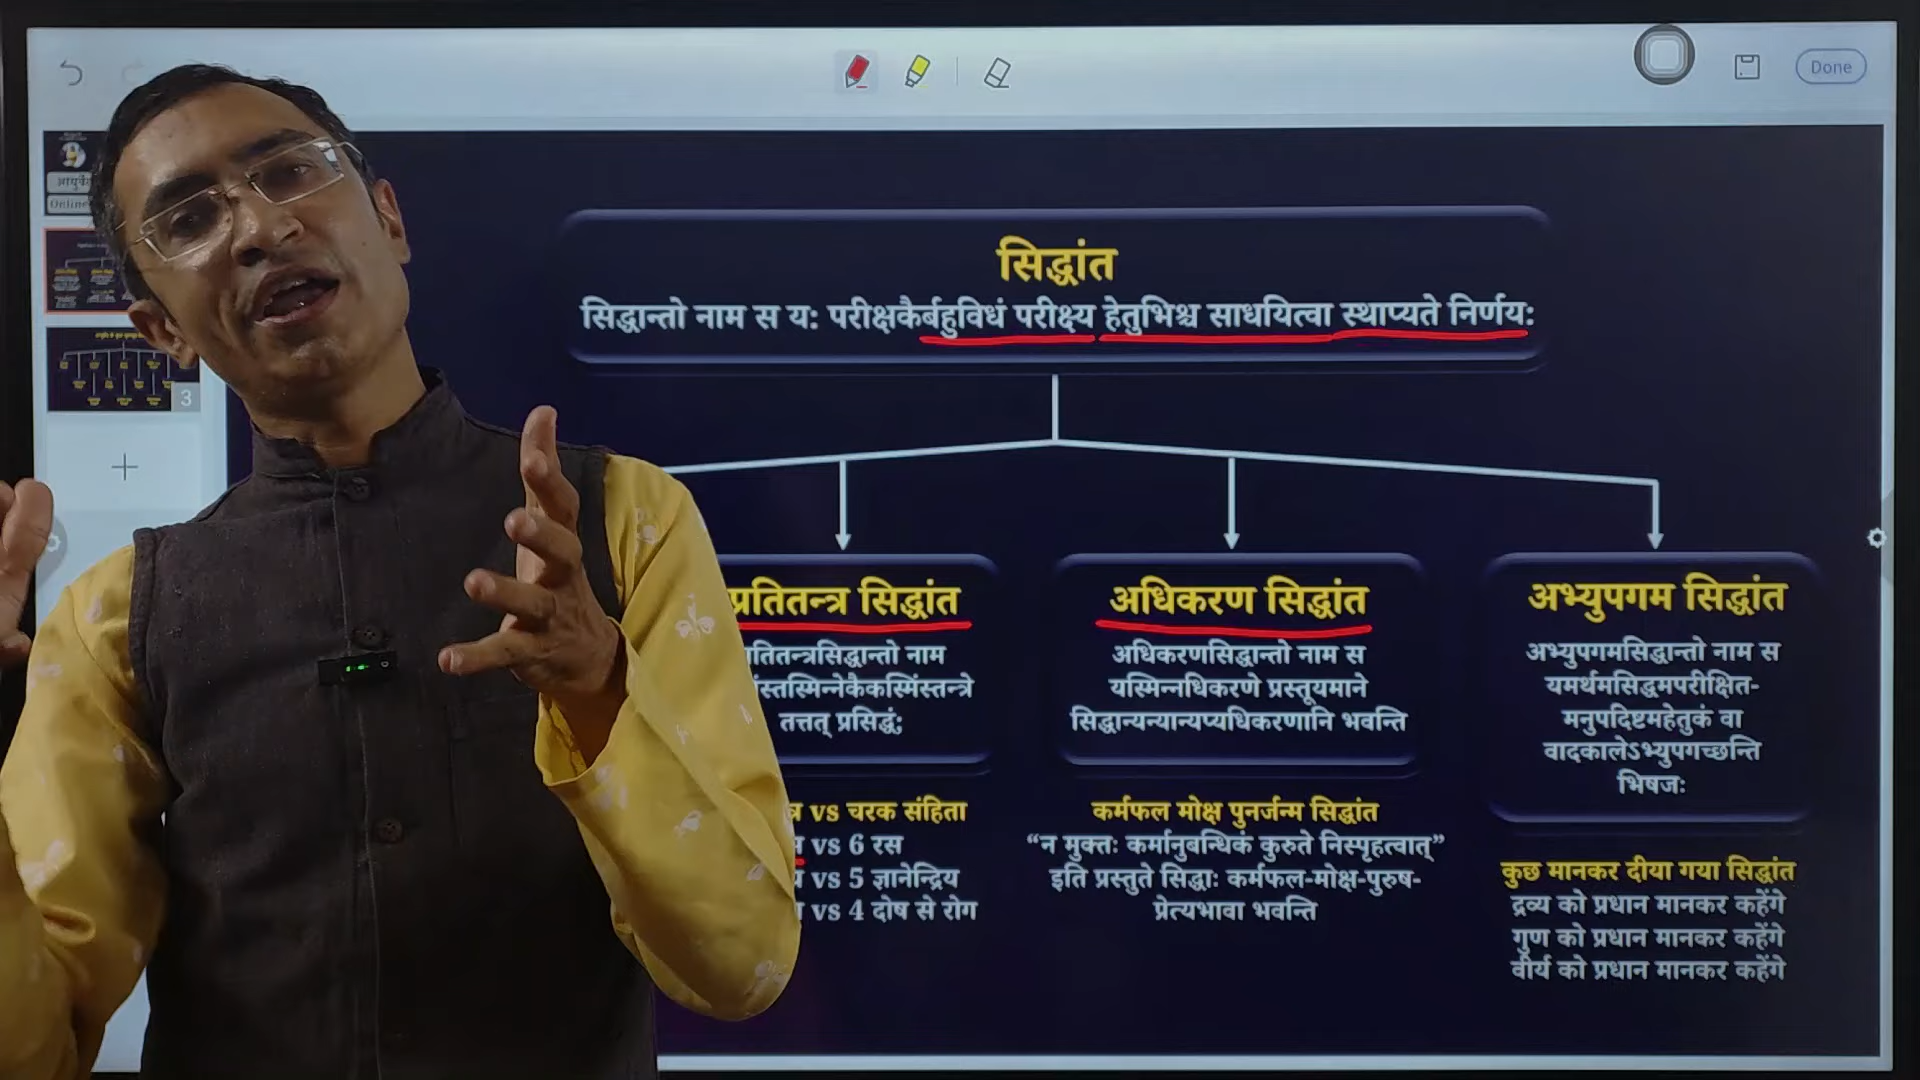 Done
Online
3
सिद्धांत
सिद्धान्तो नाम स य: परीक्षकैर्बहुविधं परीक्ष्य हेतुभिश्च साधयित्वा स्थाप्यते निर्णय:
प्रतितन्त्र सिद्धांत
तत्तत् प्रसिद्धं;
vs चरक संहिता
vs 6 रस
vs 5 ज्ञानेन्द्रिय
vs 4 दोष से रोग
अधिकरण सिद्धांत
अधिकरणसिद्धान्तो नाम स
यस्मिन्नधिकरणे प्रस्तूयमाने
सिद्धान्यन्यान्यप्यधिकरणानि भवन्ति
कर्मफल मोक्ष पुनर्जन्म सिद्धांत
“न मुक्तः कर्मानुबन्धिकं कुरुते निस्पृहत्वात्”
इति प्रस्तुते सिद्धाः कर्मफल-मोक्ष-पुरुष-
प्रेत्यभावा भवन्ति
अभ्युपगम सिद्धांत
अभ्युपगमसिद्धान्तो नाम स
यमर्थमसिद्धमपरीक्षित-
मनुपदिष्टमहेतुकं वा
वादकालेऽभ्युपगच्छन्ति
भिषजः
कुछ मानकर दीया गया सिद्धांत
द्रव्य को प्रधान मानकर कहेंगे
गुण को प्रधान मानकर कहेंगे
वीर्य को प्रधान मानकर कहेंगे